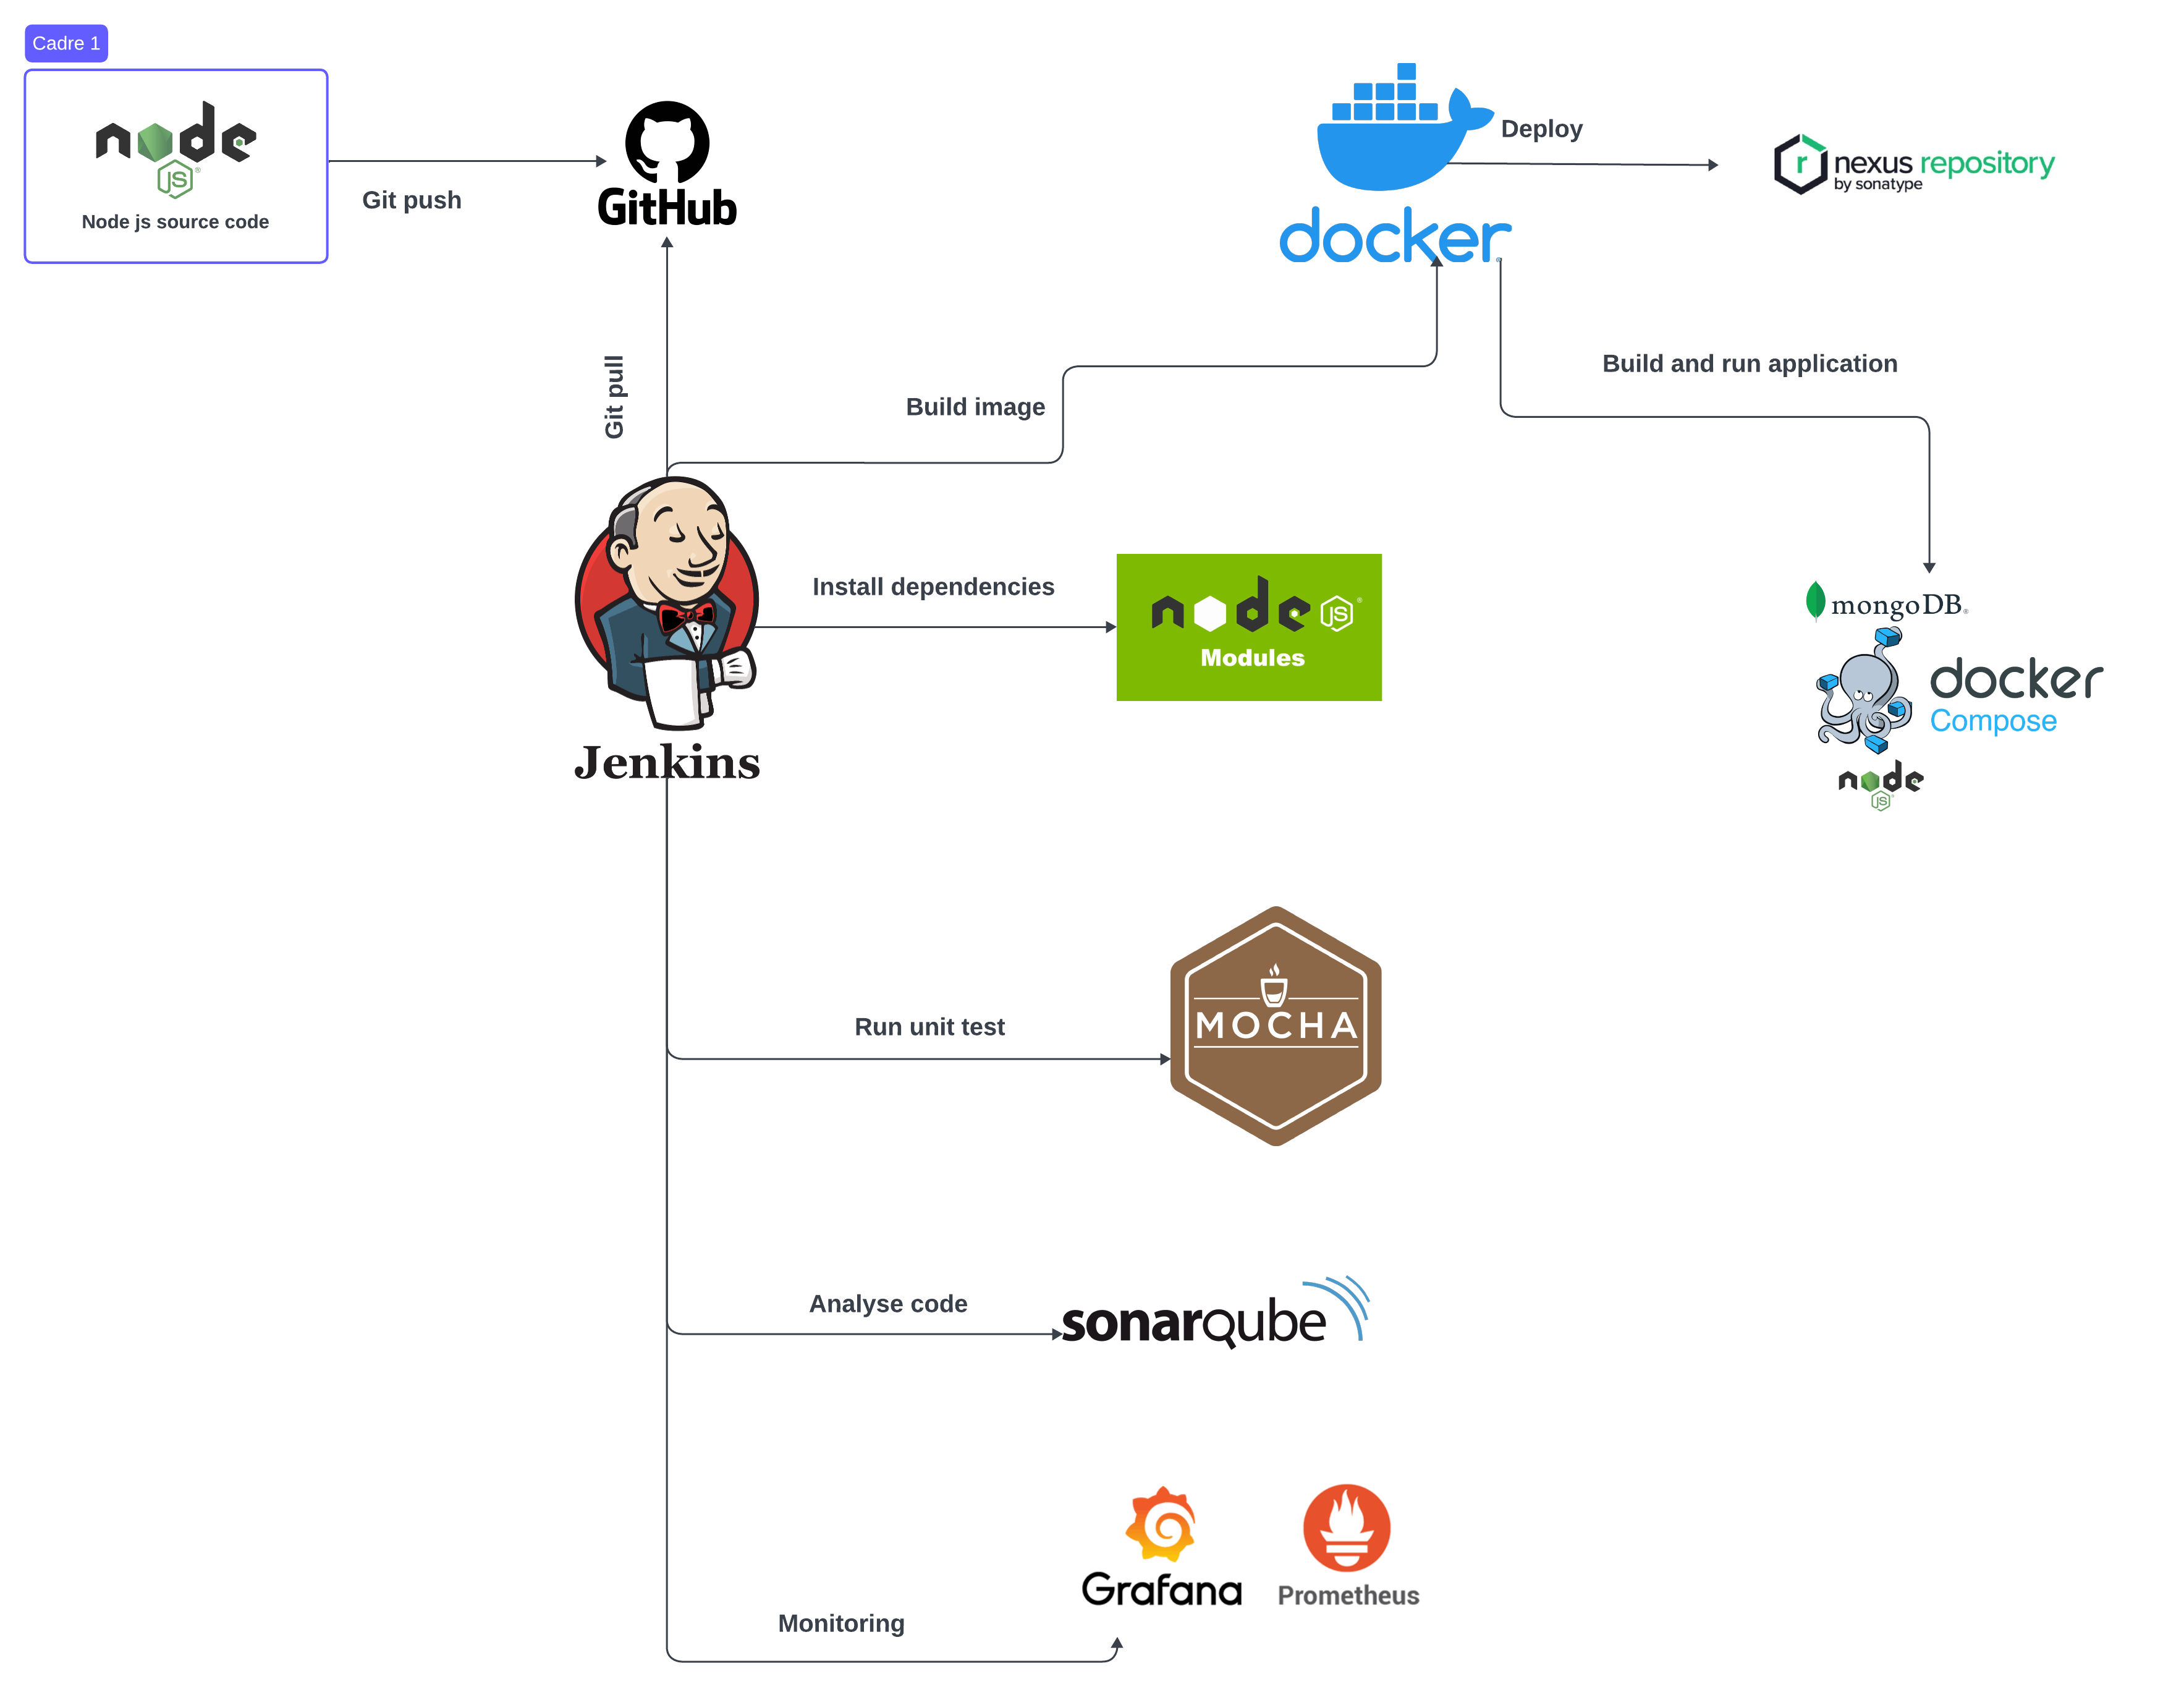 Cadre 1
node
JS
Node js source code
Git push
GitHub
docker
Deploy
r
nexus repository
by sonatype
Git pull
Build image
Build and run application
Install dependencies
node JS
Modules
Jenkins
mongoDB
docker
Compose
node
JS
Run unit test
MOCHA
Analyse code
sonarqube
Grafana
Prometheus
Monitoring